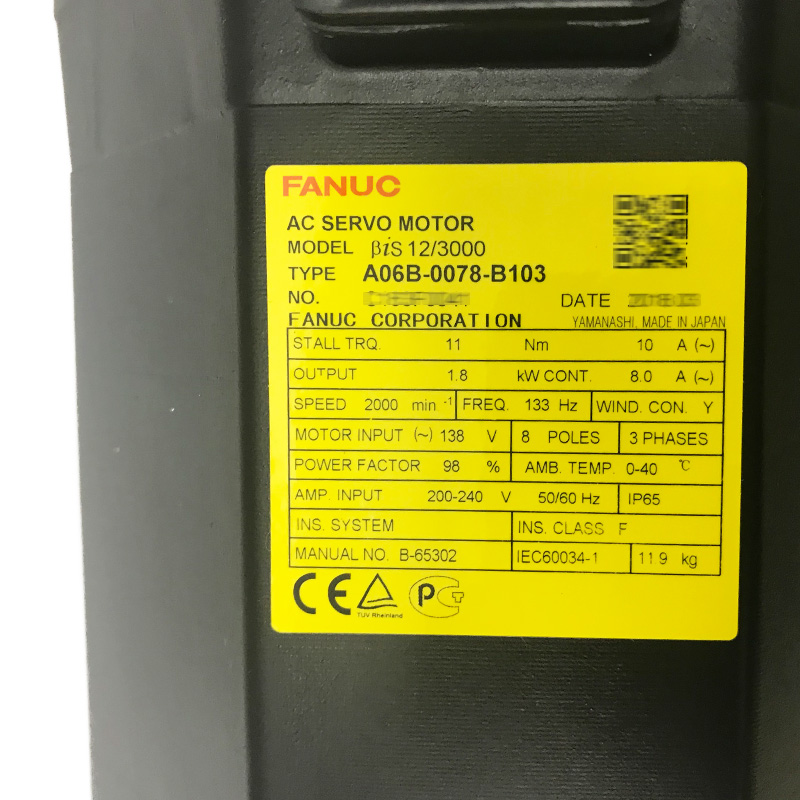 FANUC
AC SERVO MOTOR
MODEL βiS 12/3000
TYPE A06B-0078-B103
NO.
DATE
FANUC CORPORATION YAMANASHI, MADE IN JAPAN
STALL TRQ. 11 Nm 10 A (~)
OUTPUT 1.8 kW CONT. 8.0 A (~)
SPEED 2000 min -1 FREQ. 133 Hz WIND. CON. Y
MOTOR INPUT (~) 138 V 8 POLES 3 PHASES
POWER FACTOR 98 % AMB. TEMP. 0-40 ℃
AMP. INPUT 200-240 V 50/60 Hz IP65
INS. SYSTEM INS. CLASS F
MANUAL NO. B-65302 IEC60034-1 11.9 kg
CE
TUV Rheinland